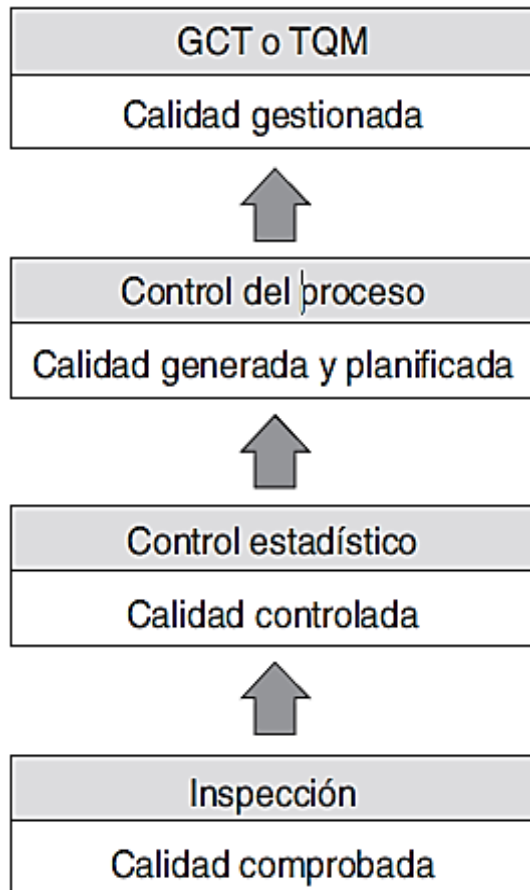 GCT o TQM
Calidad gestionada
Control del proceso
Calidad generada y planificada
Control estadístico
Calidad controlada
Inspección
Calidad comprobada